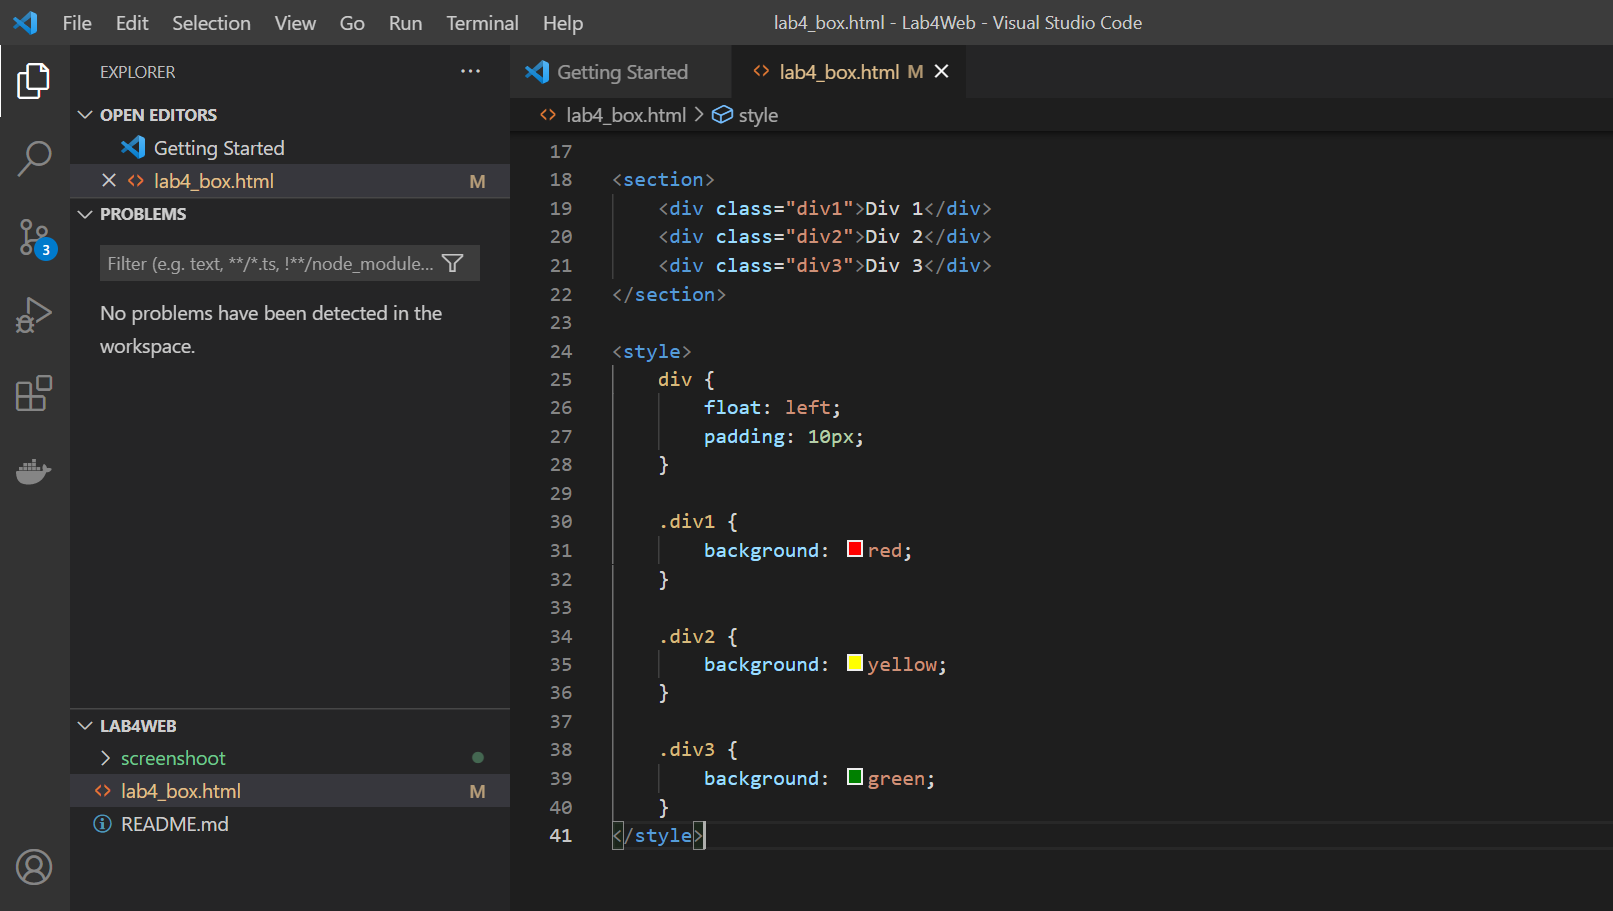 File Edit Selection View Go Run Terminal Help lab4_box.html - Lab4Web - Visual Studio Code
EXPLORER
OPEN EDITORS
Getting Started
lab4_box.html M
PROBLEMS
Filter (e.g. text, **/*.ts, !**/node_module...
No problems have been detected in the
workspace.
3
LAB4WEB
screenshoot
lab4_box.html M
README.md
Getting Started lab4_box.html M
lab4_box.html > style
17
18 <section>
19     <div class="div1">Div 1</div>
20     <div class="div2">Div 2</div>
21     <div class="div3">Div 3</div>
22 </section>
23
24 <style>
25     div {
26         float: left;
27         padding: 10px;
28     }
29
30     .div1 {
31         background: red;
32     }
33
34     .div2 {
35         background: yellow;
36     }
37
38     .div3 {
39         background: green;
40     }
41 </style>